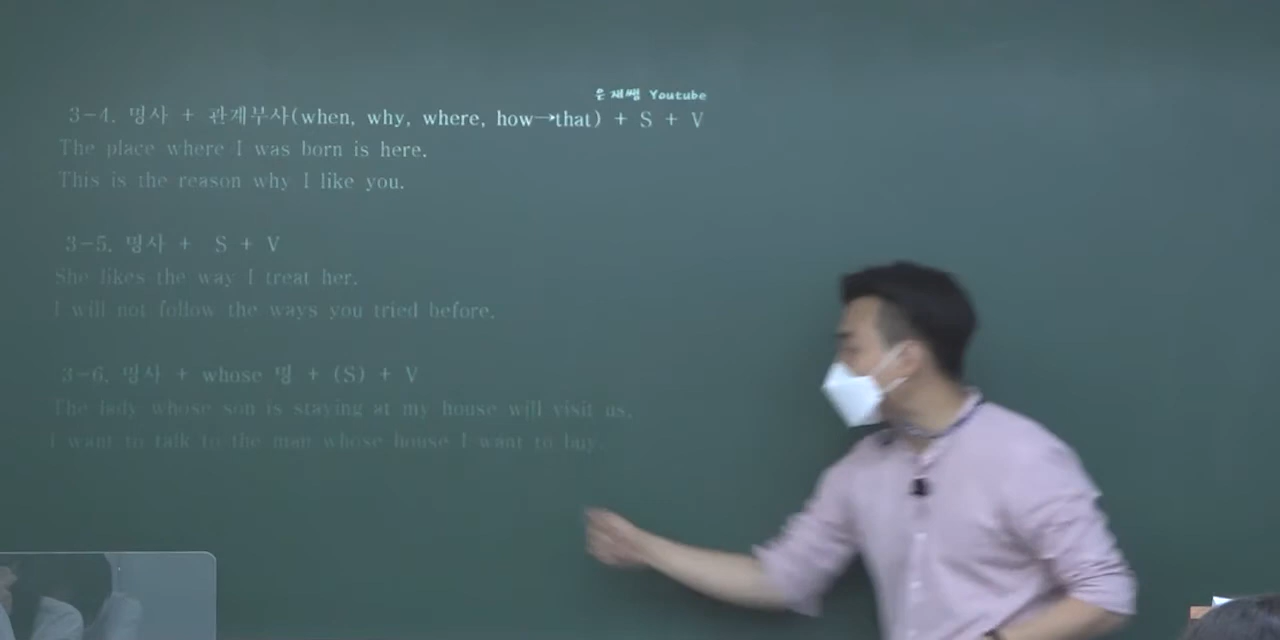 은재쌤 Youtube
3-4. 명사 + 관계부사(when, why, where, how→that) + S + V
The place where I was born is here.
This is the reason why I like you.
3-5. 명사 + S + V
She likes the way I treat her.
I will not follow the ways you tried before.
3-6. 명사 + whose 명 + (S) + V
The lady whose son is staying at my house will visit us.
I want to talk to the man whose house I want to buy.